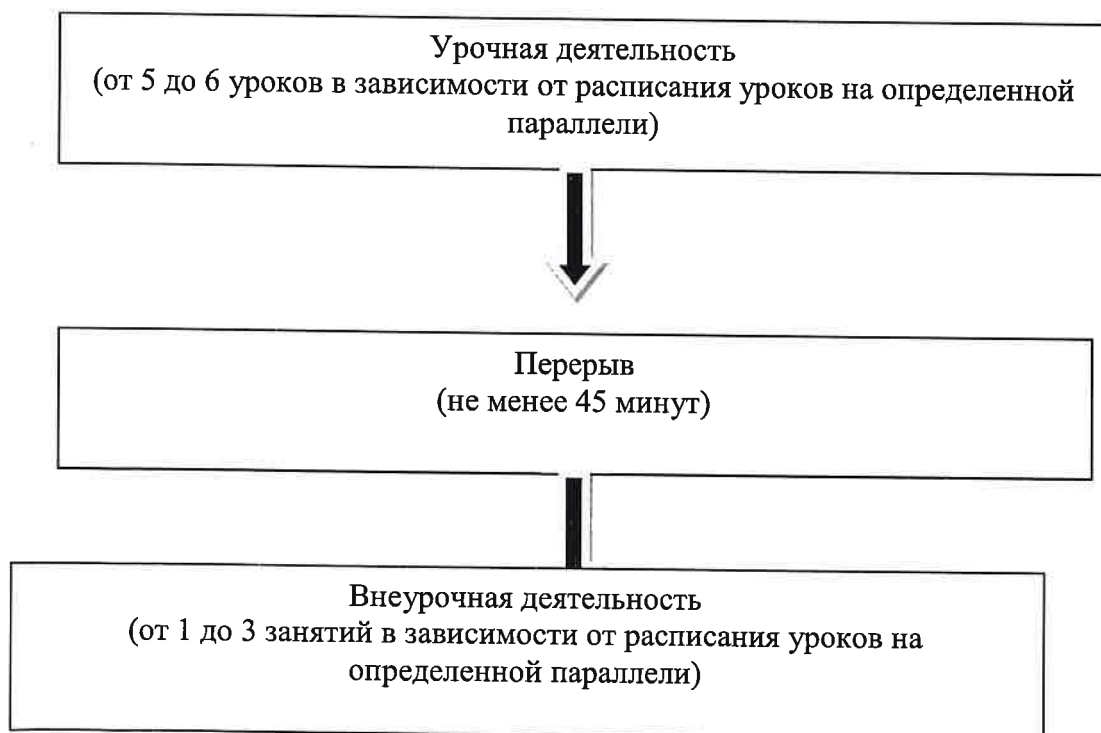 Урочная деятельность
(от 5 до 6 уроков в зависимости от расписания уроков на определенной
параллели)
Перерыв
(не менее 45 минут)
Внеурочная деятельность
(от 1 до 3 занятий в зависимости от расписания уроков на
определенной параллели)